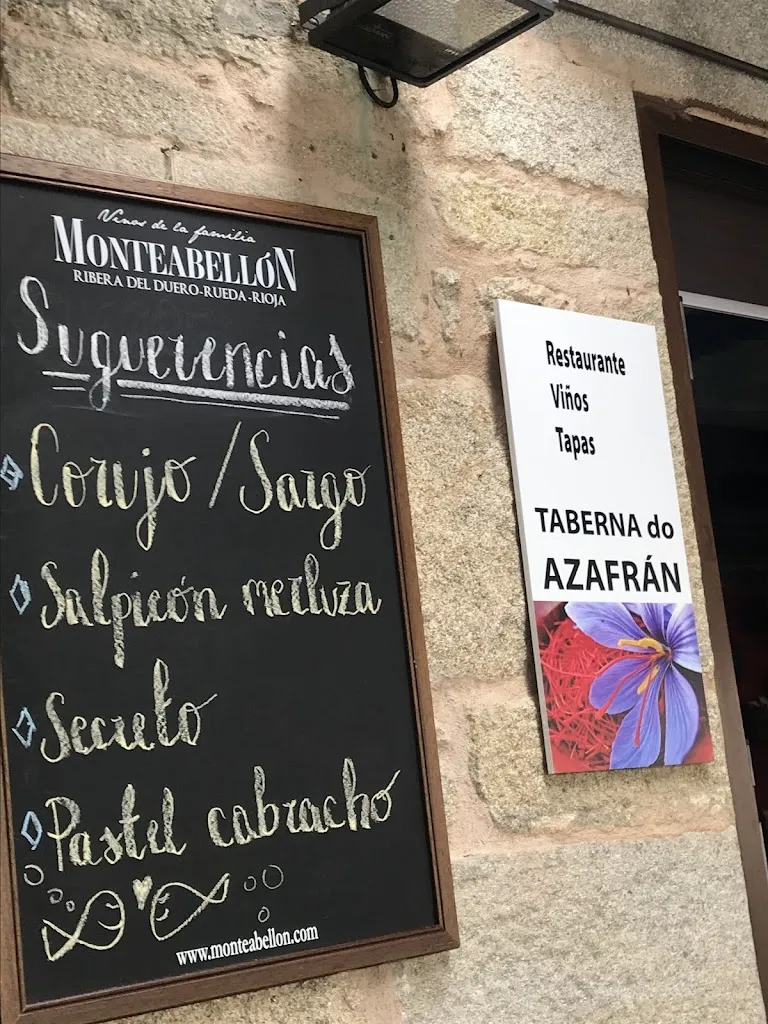 Vinos de la familia
MONTEABELLÓN
RIBERA DEL DUERO-RUEDA-RIOJA
Suguerencias
Corujo / Sargo
Salpicón merluza
Secreto
Pastel cabracho
www.monteabellon.com
Restaurante
Viños
Tapas
TABERNA do
AZAFRÁN